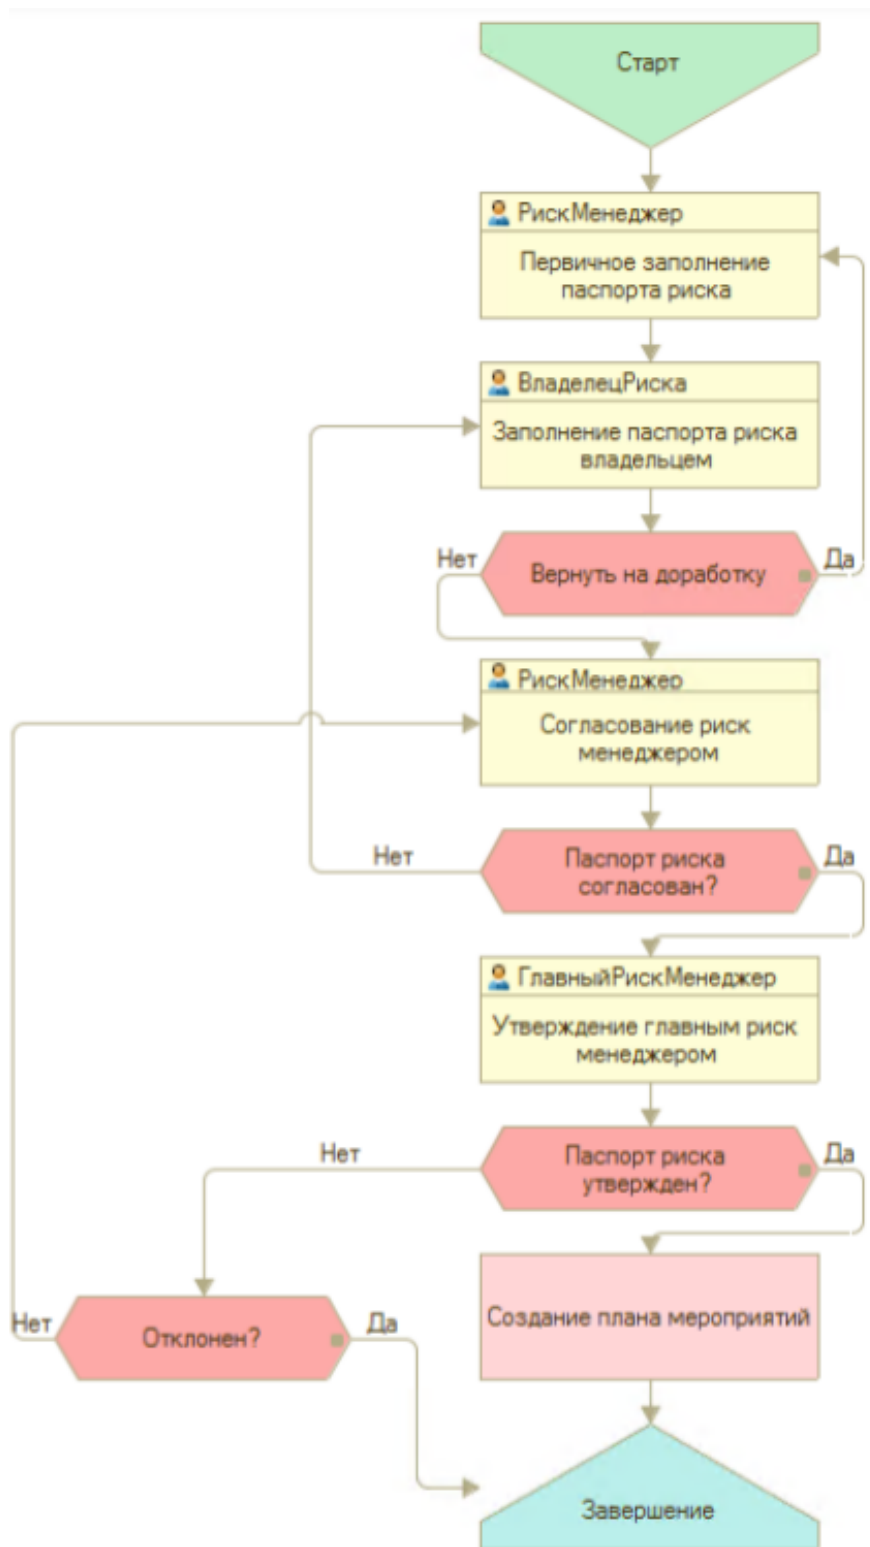 Старт
РискМенеджер
Первичное заполнение
паспорта риска
ВладелецРиска
Заполнение паспорта риска
владельцем
Нет
Вернуть на доработку
Да
РискМенеджер
Согласование риск
менеджером
Нет
Паспорт риска
согласован?
Да
ГлавныйРискМенеджер
Утверждение главным риск
менеджером
Нет
Паспорт риска
утвержден?
Да
Создание плана мероприятий
Нет
Отклонен?
Да
Завершение